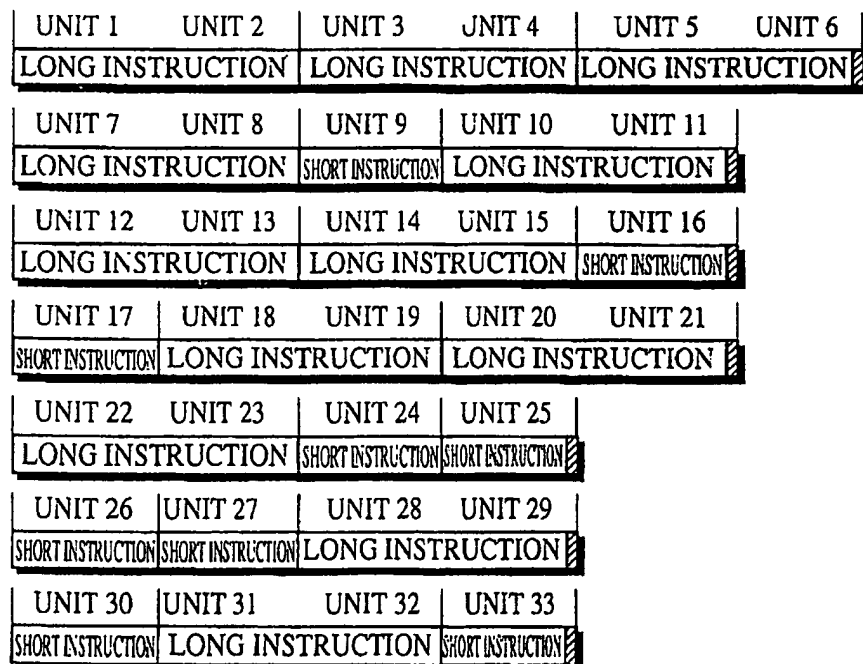 UNIT 1 UNIT 2 UNIT 3 UNIT 4 UNIT 5 UNIT 6
LONG INSTRUCTION LONG INSTRUCTION LONG INSTRUCTION
UNIT 7 UNIT 8 UNIT 9 UNIT 10 UNIT 11
LONG INSTRUCTION SHORT INSTRUCTION LONG INSTRUCTION
UNIT 12 UNIT 13 UNIT 14 UNIT 15 UNIT 16
LONG INSTRUCTION LONG INSTRUCTION SHORT INSTRUCTION
UNIT 17 UNIT 18 UNIT 19 UNIT 20 UNIT 21
SHORT INSTRUCTION LONG INSTRUCTION LONG INSTRUCTION
UNIT 22 UNIT 23 UNIT 24 UNIT 25
LONG INSTRUCTION SHORT INSTRUCTION SHORT INSTRUCTION
UNIT 26 UNIT 27 UNIT 28 UNIT 29
SHORT INSTRUCTION SHORT INSTRUCTION LONG INSTRUCTION
UNIT 30 UNIT 31 UNIT 32 UNIT 33
SHORT INSTRUCTION LONG INSTRUCTION SHORT INSTRUCTION